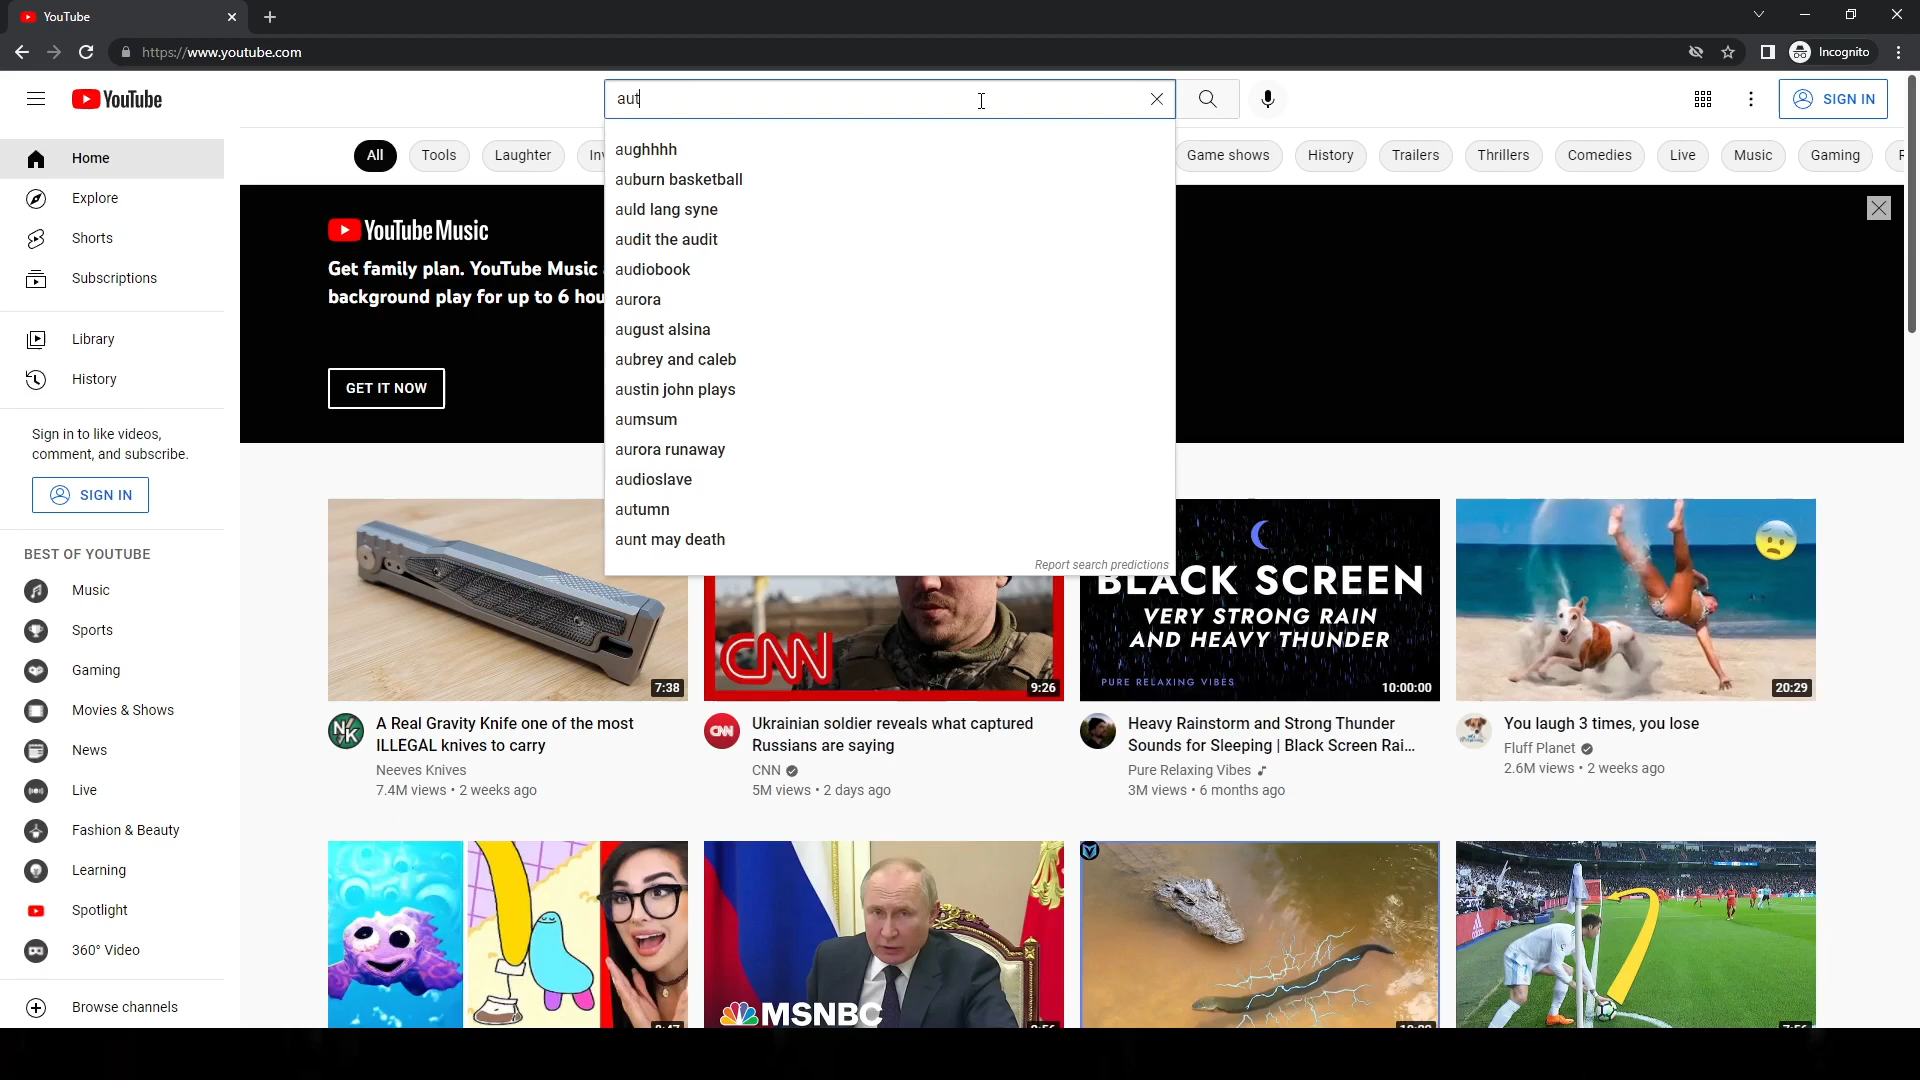 YouTube
https://www.youtube.com
Incognito
YouTube
aut
SIGN IN
Home
Explore
Shorts
Subscriptions
Library
History
Sign in to like videos,
comment, and subscribe.
SIGN IN
BEST OF YOUTUBE
Music
Sports
Gaming
Movies & Shows
News
Live
Fashion & Beauty
Learning
Spotlight
360° Video
Browse channels
All
Tools
Laughter
Game shows
History
Trailers
Thrillers
Comedies
Live
Music
Gaming
aughhhh
auburn basketball
auld lang syne
audit the audit
audiobook
aurora
august alsina
aubrey and caleb
austin john plays
aumsum
aurora runaway
audioslave
autumn
aunt may death
Report search predictions
YouTube Music
Get family plan. YouTube Music
background play for up to 6
GET IT NOW
7:38
A Real Gravity Knife one of the most
ILLEGAL knives to carry
Neeves Knives
7.4M views • 2 weeks ago
CNN
9:26
CNN
Ukrainian soldier reveals what captured
Russians are saying
CNN
5M views • 2 days ago
BLACK SCREEN
VERY STRONG RAIN
AND HEAVY THUNDER
PURE RELAXING VIBES
10:00:00
Heavy Rainstorm and Strong Thunder
Sounds for Sleeping | Black Screen Rai...
Pure Relaxing Vibes
3M views • 6 months ago
20:29
You laugh 3 times, you lose
Fluff Planet
2.6M views • 2 weeks ago
MSNBC